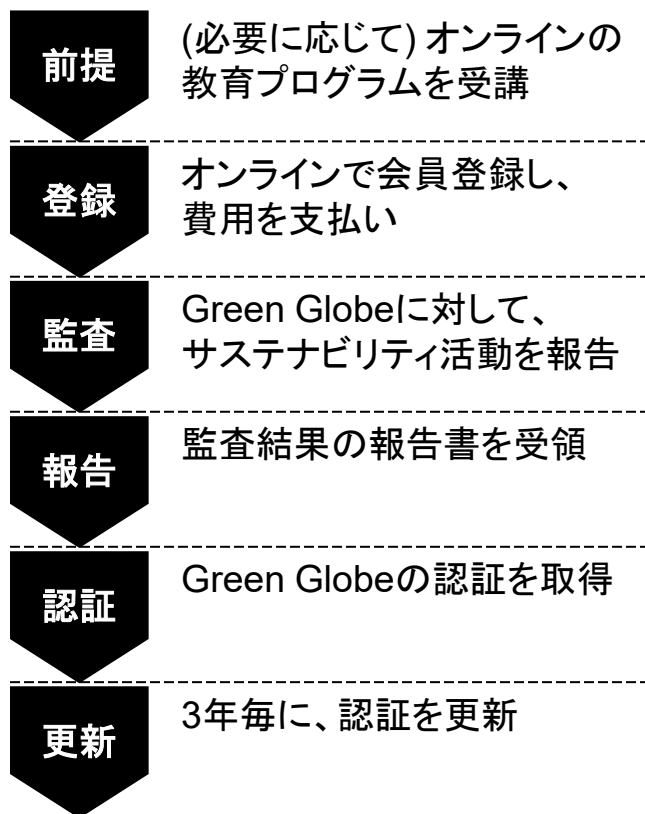 前提
(必要に応じて) オンラインの
教育プログラムを受講
登録
オンラインで会員登録し、
費用を支払い
監査
Green Globeに対して、
サステナビリティ活動を報告
報告
監査結果の報告書を受領
認証
Green Globeの認証を取得
更新
3年毎に、認証を更新